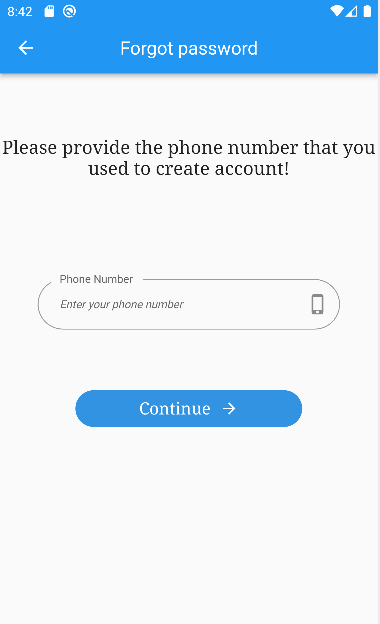 8:42
Forgot password
Please provide the phone number that you
used to create account!
Phone Number
Enter your phone number
Continue